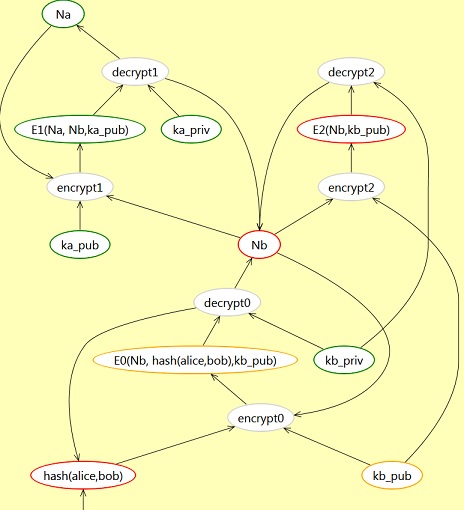 Na
decrypt1
decrypt2
E1(Na, Nb,ka_pub)
ka_priv
E2(Nb,kb_pub)
encrypt1
encrypt2
ka_pub
Nb
decrypt0
E0(Nb, hash(alice,bob),kb_pub)
kb_priv
encrypt0
hash(alice,bob)
kb_pub